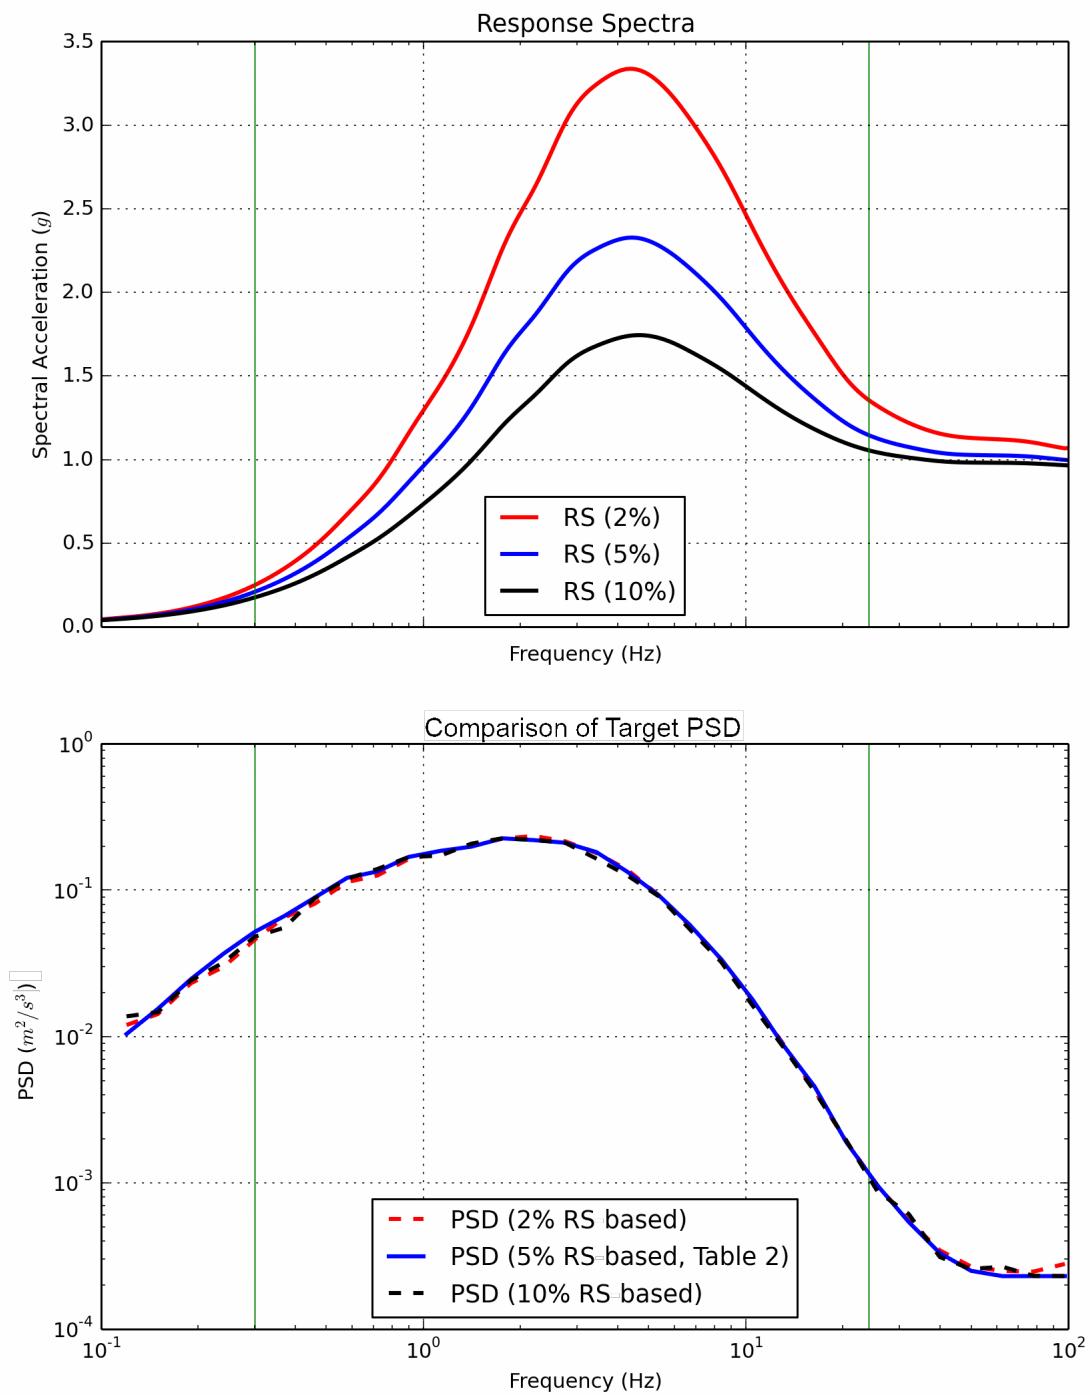 Response Spectra
3.5
3.0
2.5
2.0
1.5
1.0
0.5
0.0
Spectral Acceleration (g)
RS (2%)
RS (5%)
RS (10%)
Frequency (Hz)
Comparison of Target PSD
10^0
10^-1
10^-2
10^-3
10^-4
PSD (m^2/s^3)
PSD (2% RS based)
PSD (5% RS based, Table 2)
PSD (10% RS based)
10^-1 10^0 10^1 10^2
Frequency (Hz)